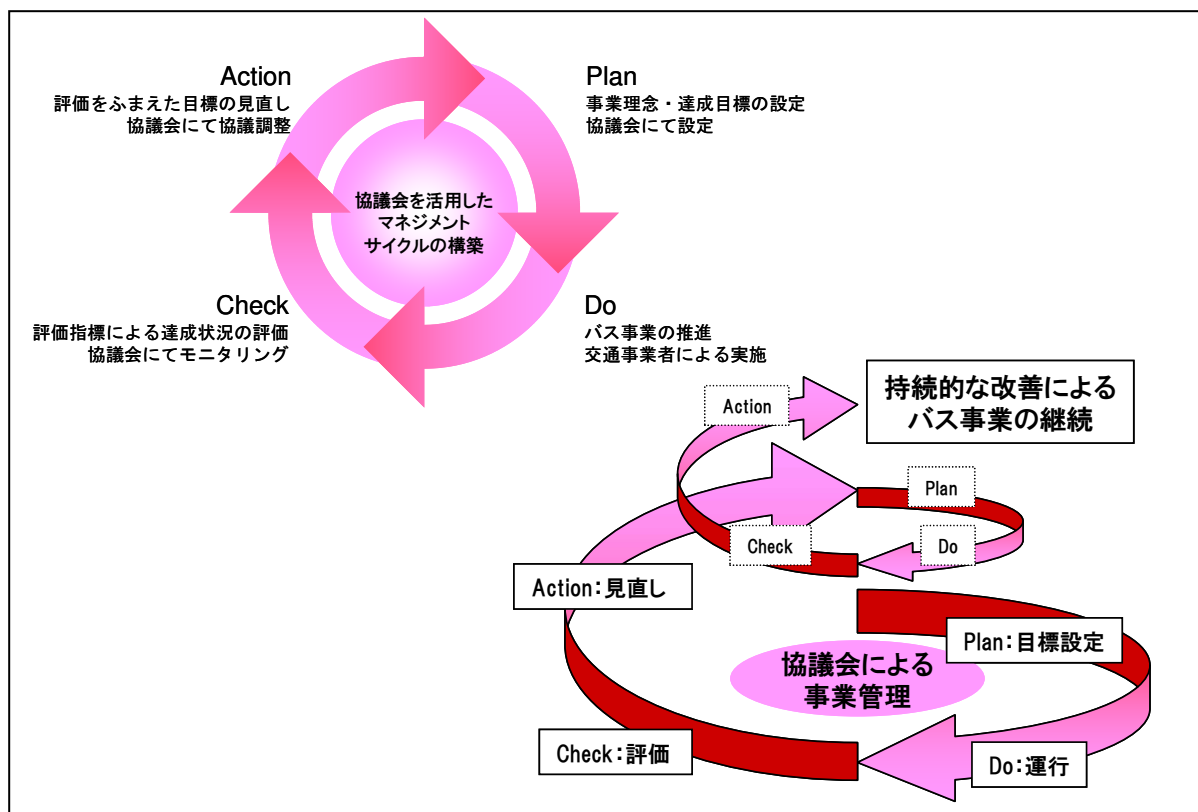 Action
評価をふまえた目標の見直し
協議会にて協議調整
Plan
事業理念・達成目標の設定
協議会にて設定
協議会を活用した
マネジメント
サイクルの構築
Check
評価指標による達成状況の評価
協議会にてモニタリング
Do
バス事業の推進
交通事業者による実施
持続的な改善による
バス事業の継続
Action
Plan
Check
Do
Action：見直し
Plan：目標設定
協議会による
事業管理
Check：評価
Do：運行